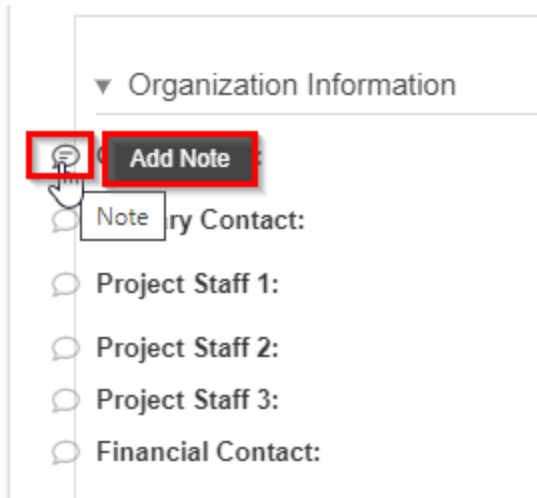 Organization Information
Add Note :
Note ry Contact:
Project Staff 1:
Project Staff 2:
Project Staff 3:
Financial Contact: